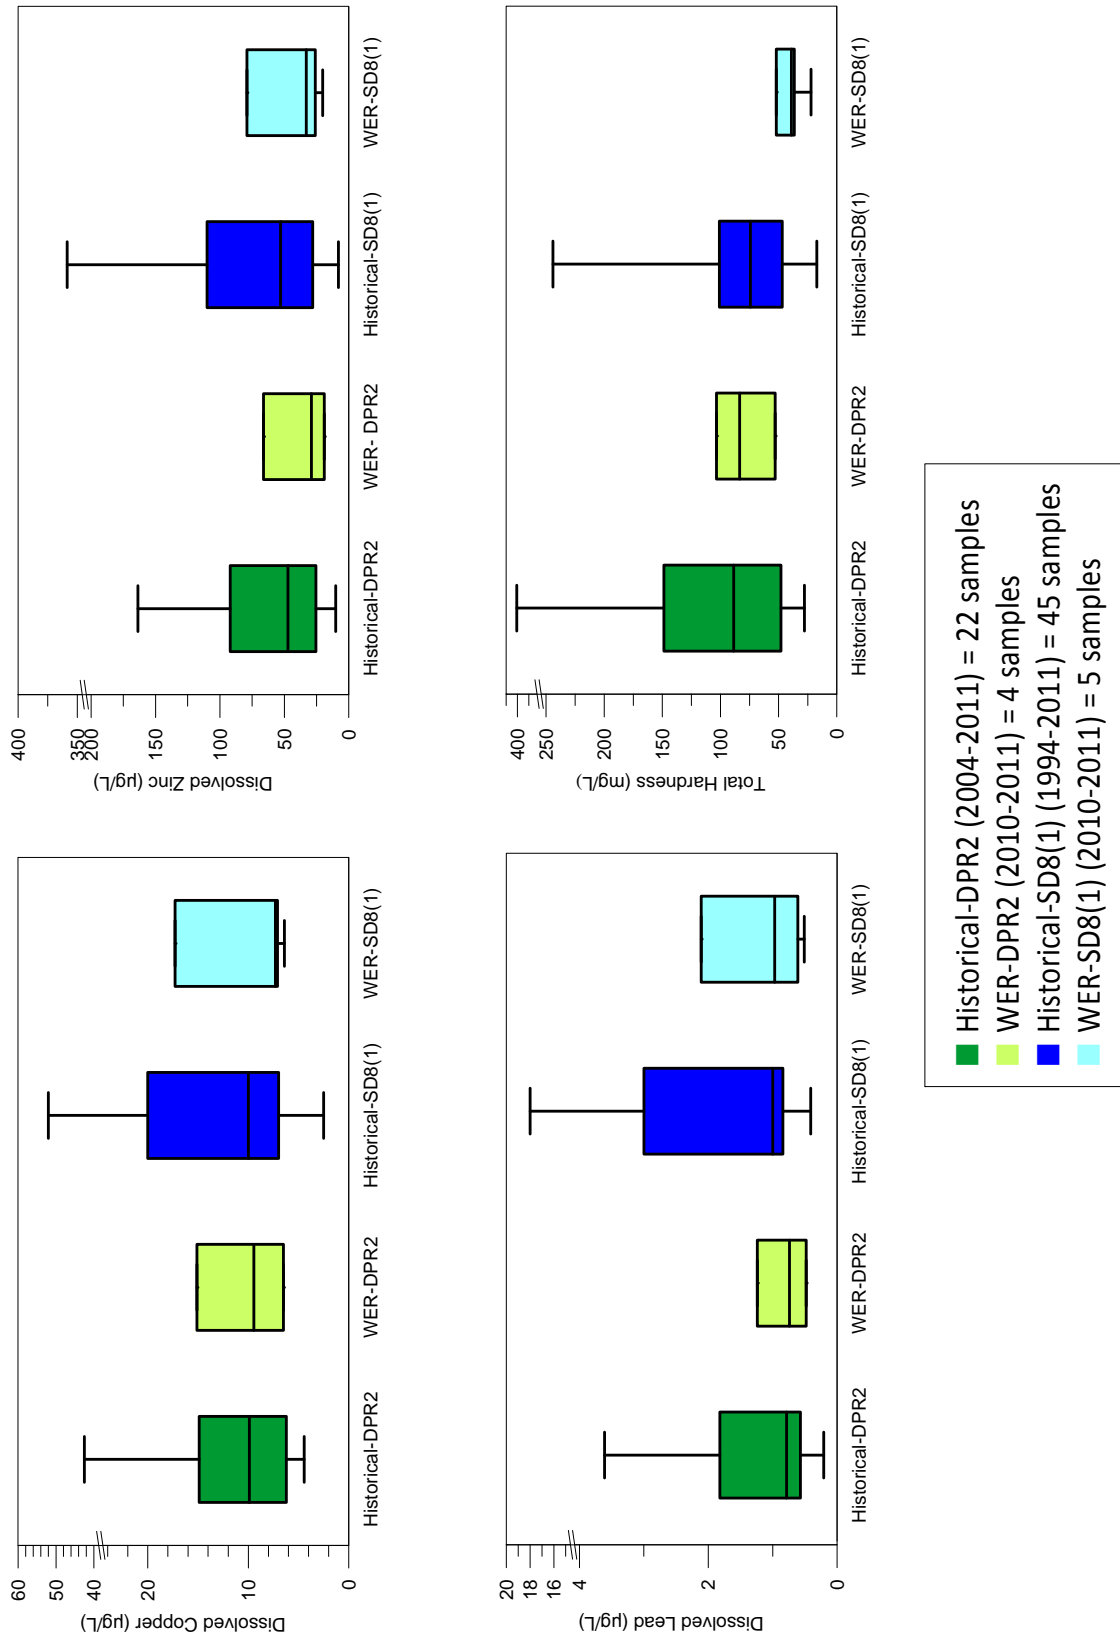 60
40
20
10
0
Dissolved Copper (µg/L)
Historical-DPR2
WER-DPR2
Historical-SD8(1)
WER-SD8(1)
400
350
200
150
100
50
0
Dissolved Zinc (µg/L)
Historical-DPR2
WER- DPR2
Historical-SD8(1)
WER-SD8(1)
20
18
16
4
2
0
Dissolved Lead (µg/L)
Historical-DPR2
WER-DPR2
Historical-SD8(1)
WER-SD8(1)
400
250
200
150
100
50
0
Total Hardness (mg/L)
Historical-DPR2
WER-DPR2
Historical-SD8(1)
WER-SD8(1)
Historical-DPR2 (2004-2011) = 22 samples
WER-DPR2 (2010-2011) = 4 samples
Historical-SD8(1) (1994-2011) = 45 samples
WER-SD8(1) (2010-2011) = 5 samples